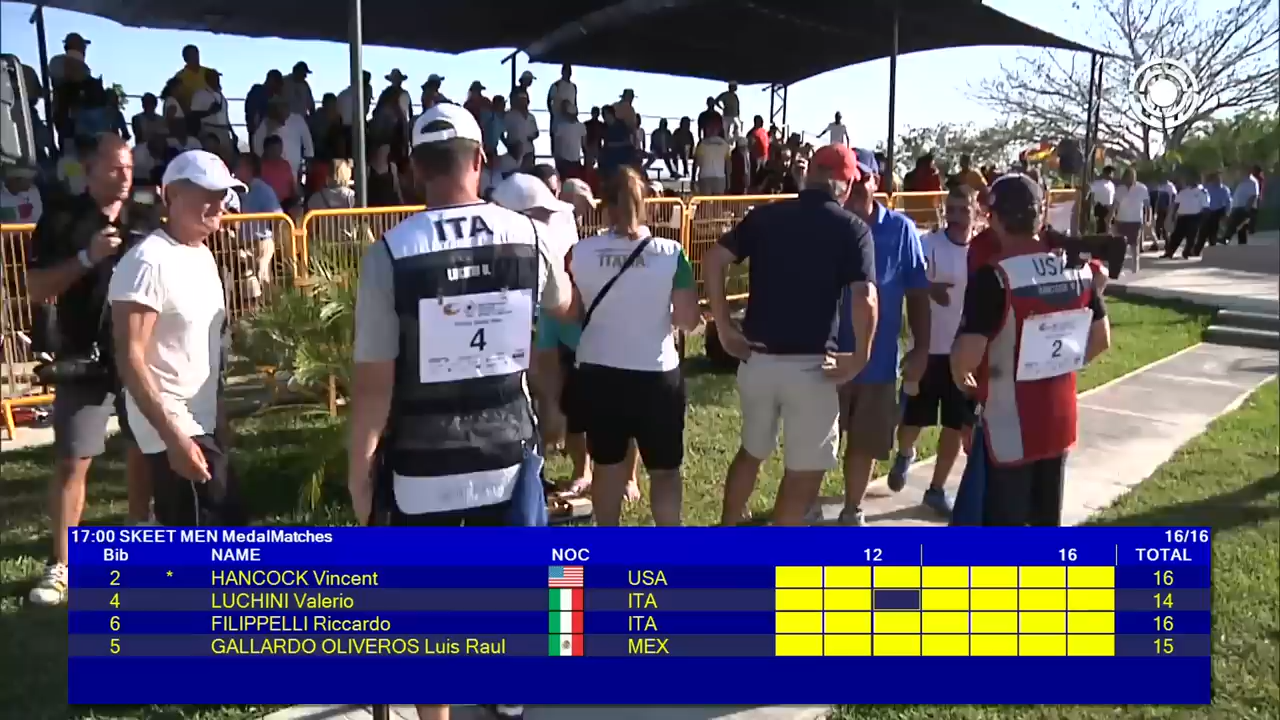 ITA
LUCHINI V.
4
ITALIA
USA
HANCOCK V.
2
17:00 SKEET MEN MedalMatches 16/16
Bib NAME NOC 12 16 TOTAL
2 * HANCOCK Vincent USA 16
4 LUCHINI Valerio ITA 14
6 FILIPPELLI Riccardo ITA 16
5 GALLARDO OLIVEROS Luis Raul MEX 15